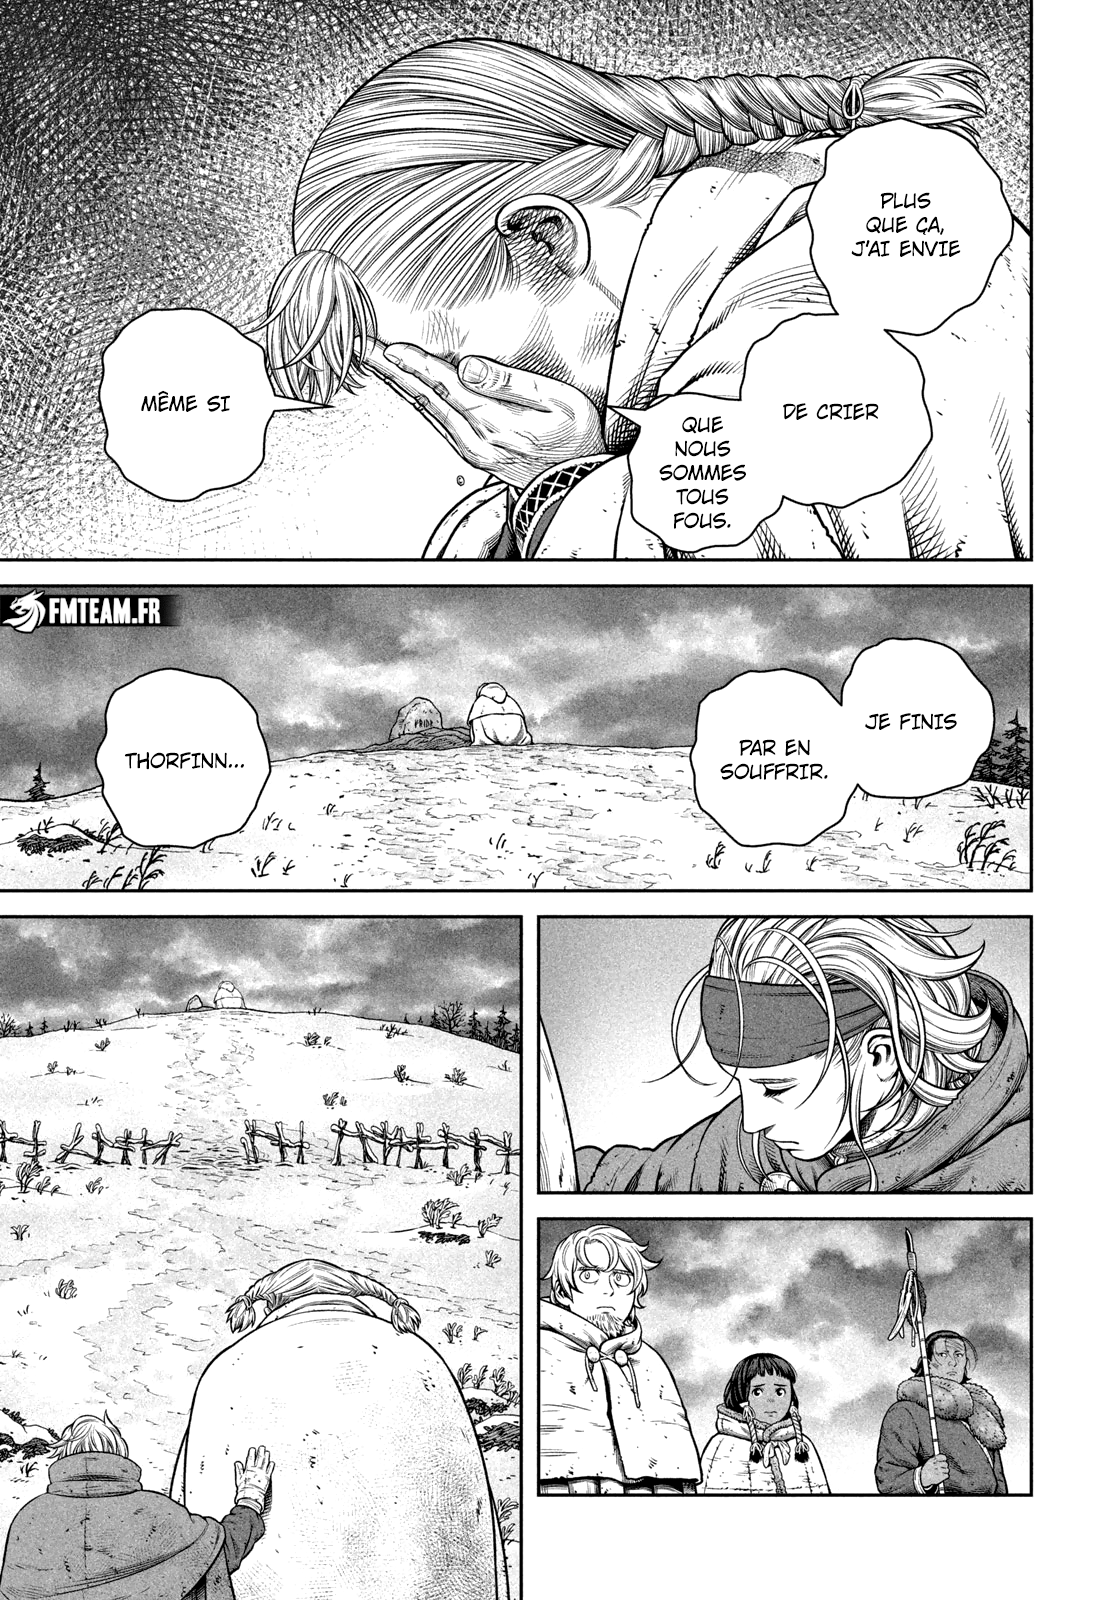 PLUS
QUE ÇA,
J'AI ENVIE
DE CRIER
QUE
NOUS
SOMMES
TOUS
FOUS.
MÊME SI
FMTEAM.FR
JE FINIS
PAR EN
SOUFFRIR.
THORFINN...